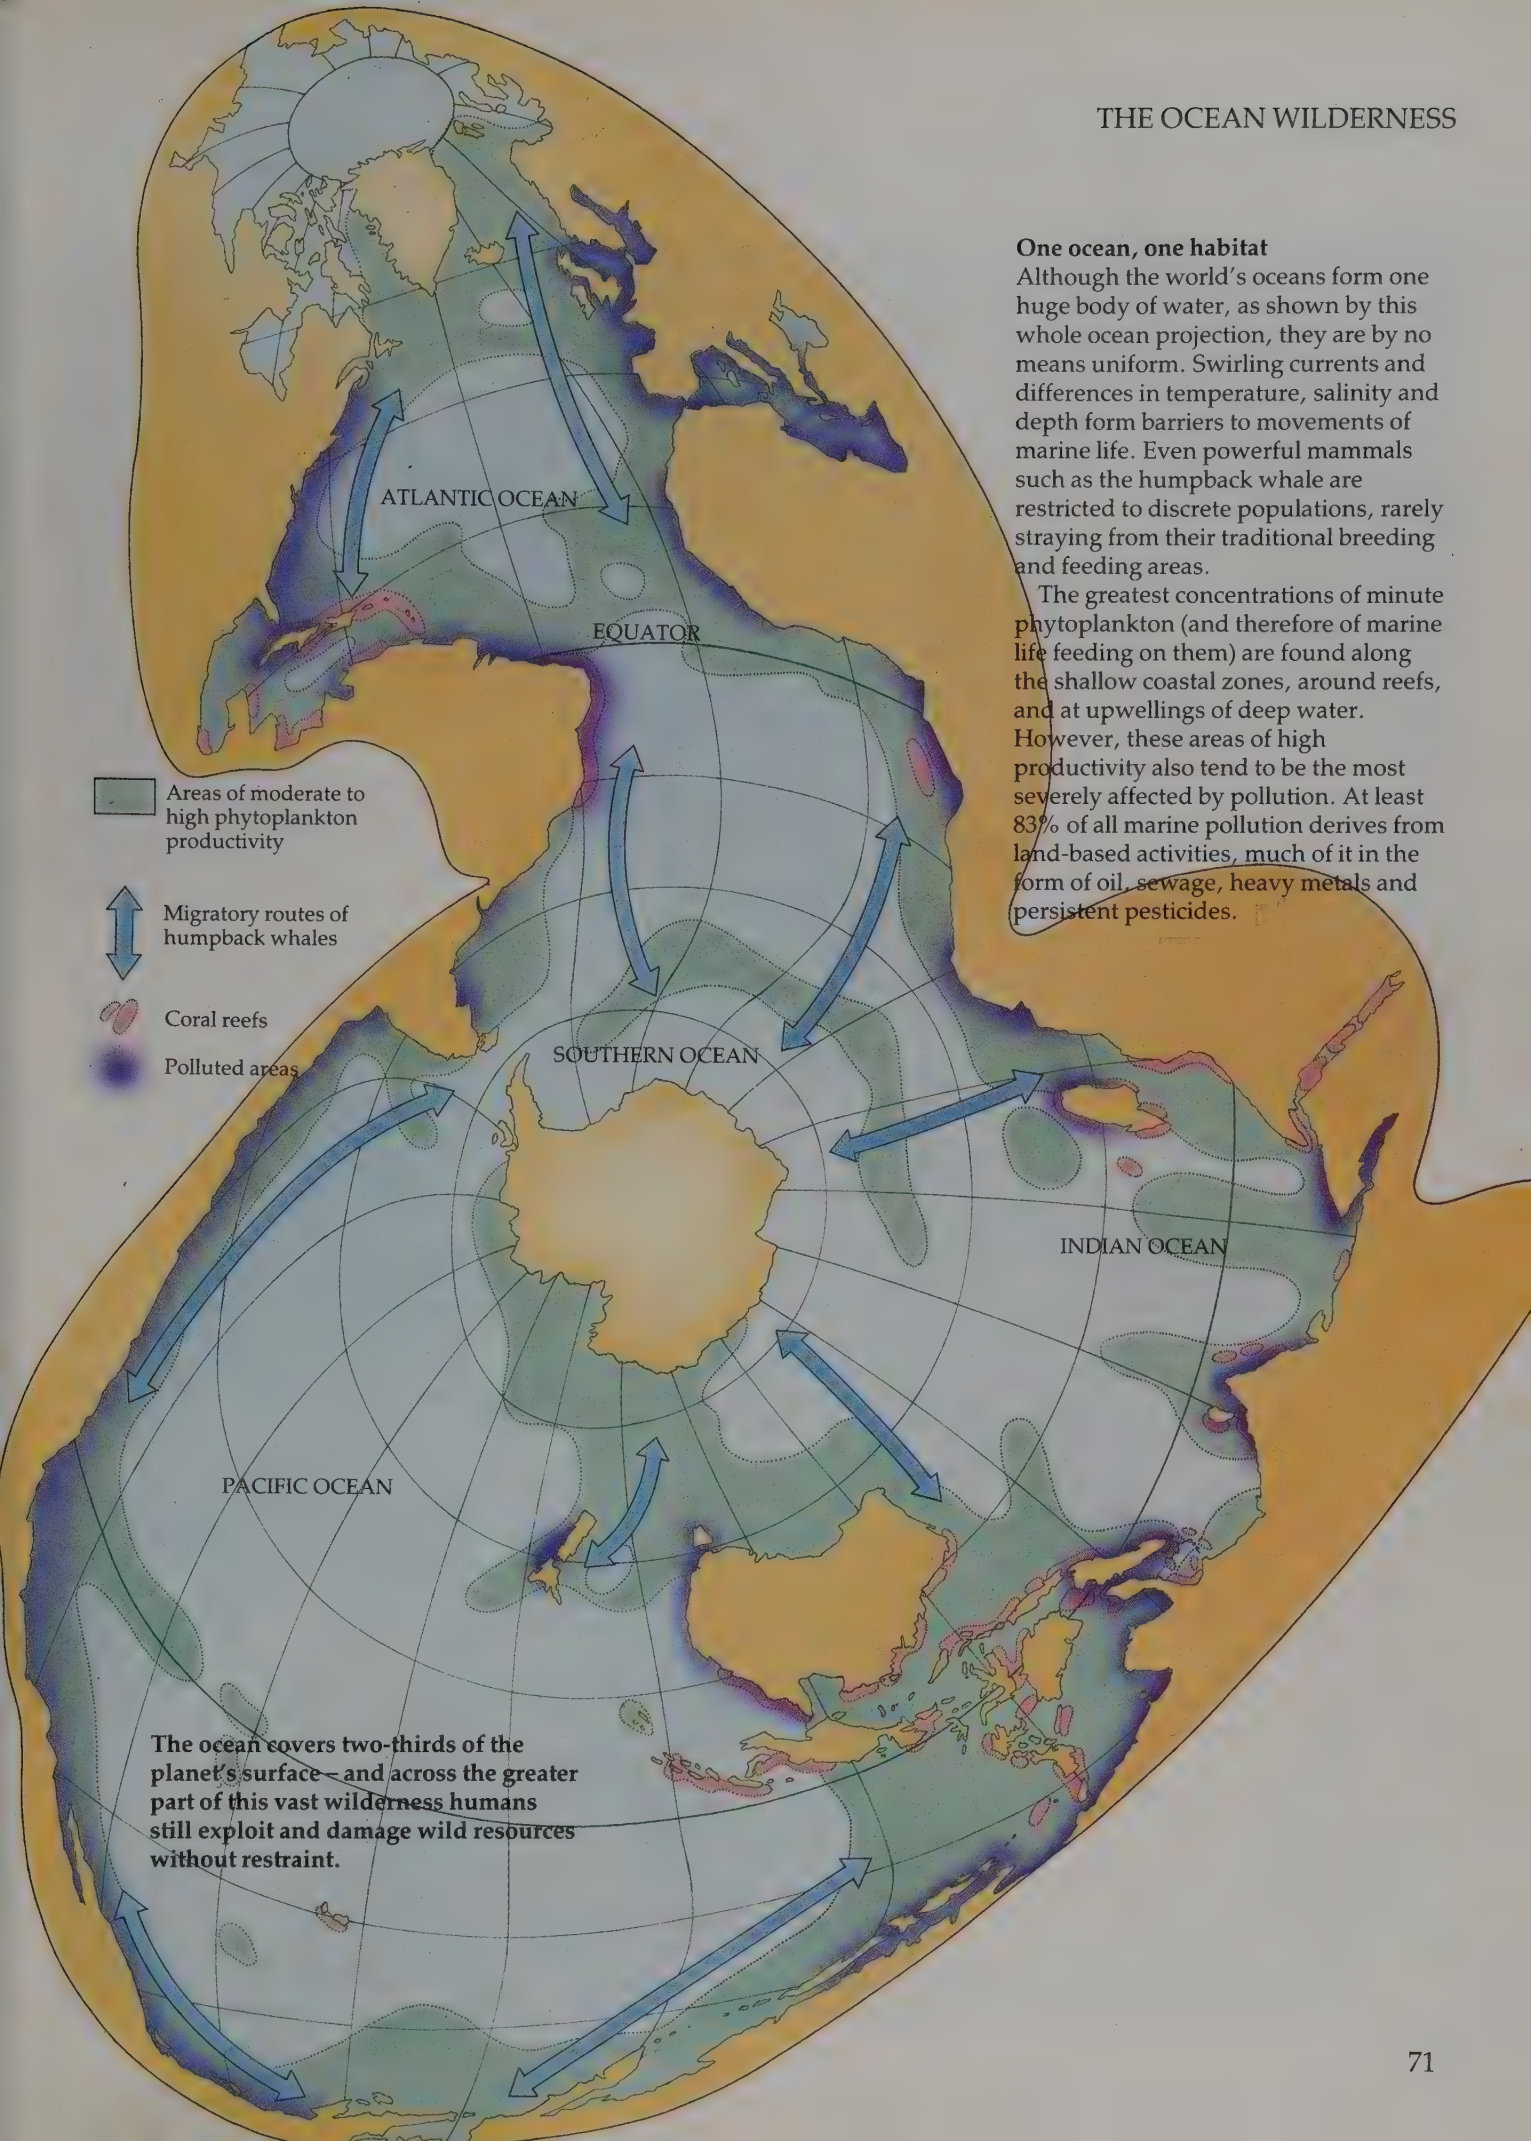 THE OCEAN WILDERNESS
One ocean, one habitat
Although the world's oceans form one
huge body of water, as shown by this
whole ocean projection, they are by no
means uniform. Swirling currents and
differences in temperature, salinity and
depth form barriers to movements of
marine life. Even powerful mammals
such as the humpback whale are
restricted to discrete populations, rarely
straying from their traditional breeding
and feeding areas.
The greatest concentrations of minute
phytoplankton (and therefore of marine
life feeding on them) are found along
the shallow coastal zones, around reefs,
and at upwellings of deep water.
However, these areas of high
productivity also tend to be the most
severely affected by pollution. At least
83% of all marine pollution derives from
land-based activities, much of it in the
form of oil, sewage, heavy metals and
persistent pesticides.
ATLANTIC OCEAN
EQUATOR
Areas of moderate to
high phytoplankton
productivity
Migratory routes of
humpback whales
Coral reefs
Polluted areas
SOUTHERN OCEAN
INDIAN OCEAN
PACIFIC OCEAN
The ocean covers two-thirds of the
planet's surface – and across the greater
part of this vast wilderness humans
still exploit and damage wild resources
without restraint.
71